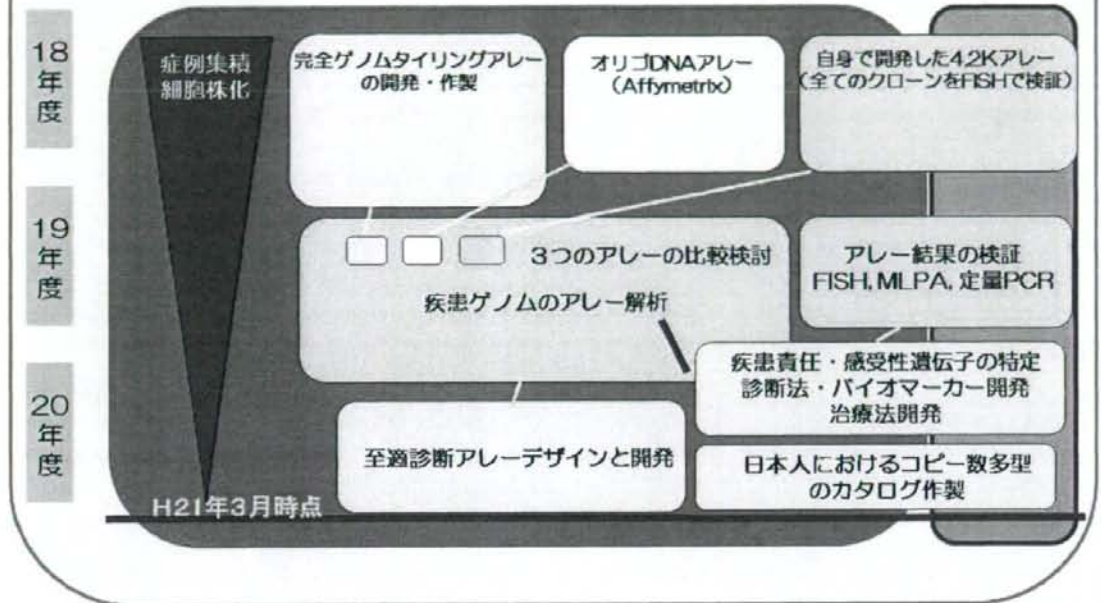 18
年
度
症例集積
細胞株化
完全ゲノムタイリングアレー
の開発・作製
オリゴDNAアレー
(Affymetrix)
自身で開発した4.2Kアレー
(全てのクローンをFISHで検証)
19
年
度
3つのアレーの比較検討
疾患ゲノムのアレー解析
アレー結果の検証
FISH, MLPA, 定量PCR
疾患責任・感受性遺伝子の特定
診断法・バイオマーカー開発
治療法開発
20
年
度
至適診断アレーデザインと開発
日本人におけるコピー数多型
のカタログ作製
H21年3月時点